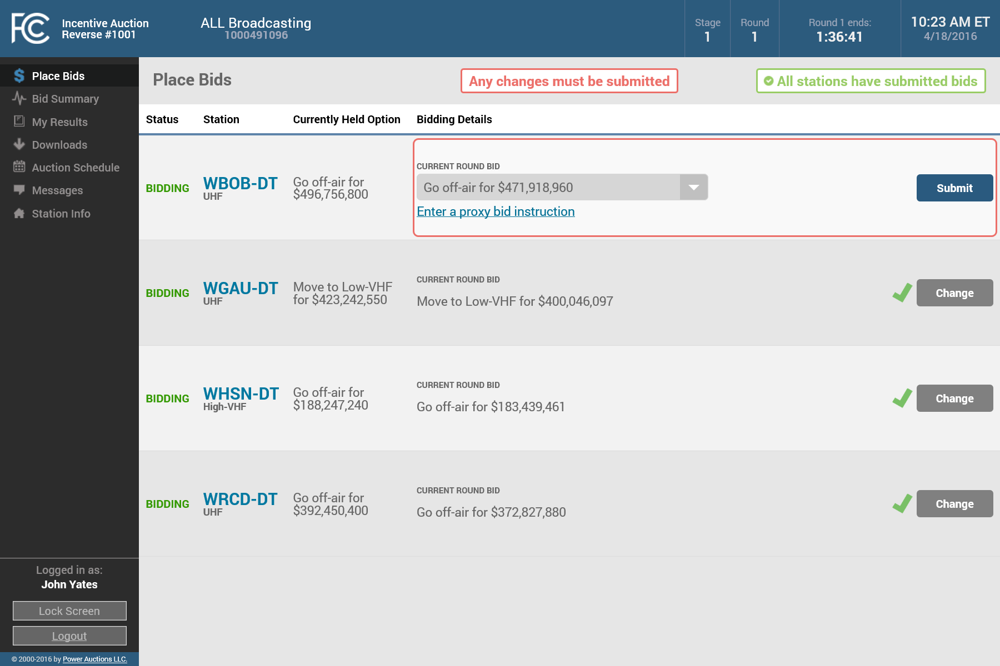 FCC
Incentive Auction
Reverse #1001
ALL Broadcasting
1000491096
Stage
1
Round
1
Round 1 ends:
1:36:41
10:23 AM ET
4/18/2016
Place Bids
Bid Summary
My Results
Downloads
Auction Schedule
Messages
Station Info
Place Bids
Any changes must be submitted
All stations have submitted bids
Status Station Currently Held Option Bidding Details
BIDDING
WBOB-DT
UHF
Go off-air for
$496,756,800
CURRENT ROUND BID
Go off-air for $471,918,960
Enter a proxy bid instruction
Submit
BIDDING
WGAU-DT
UHF
Move to Low-VHF
for $423,242,550
CURRENT ROUND BID
Move to Low-VHF for $400,046,097
Change
BIDDING
WHSN-DT
High-VHF
Go off-air for
$188,247,240
CURRENT ROUND BID
Go off-air for $183,439,461
Change
BIDDING
WRCD-DT
UHF
Go off-air for
$392,450,400
CURRENT ROUND BID
Go off-air for $372,827,880
Change
Logged in as:
John Yates
Lock Screen
Logout
© 2000-2016 by Power Auctions LLC.